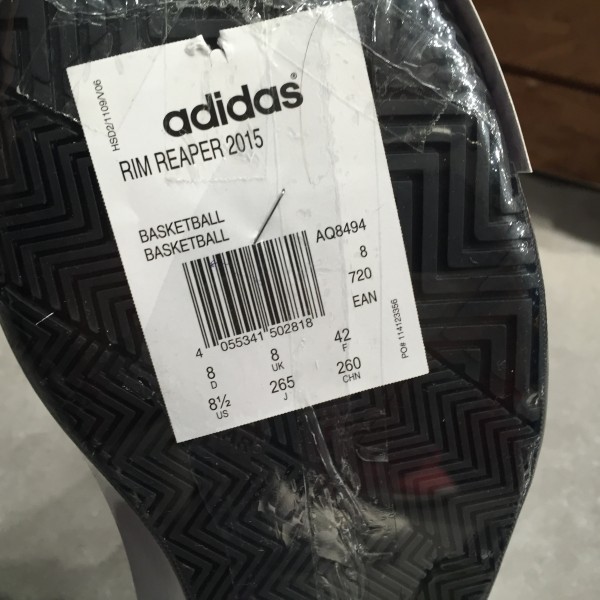 HSD2/1109/V06
adidas®
RIM REAPER 2015
BASKETBALL
BASKETBALL
AQ8494
8
720
EAN
4 055341 502818
8
D
8
UK
42
F
8½
US
265
J
260
CHN
PO# 114123356